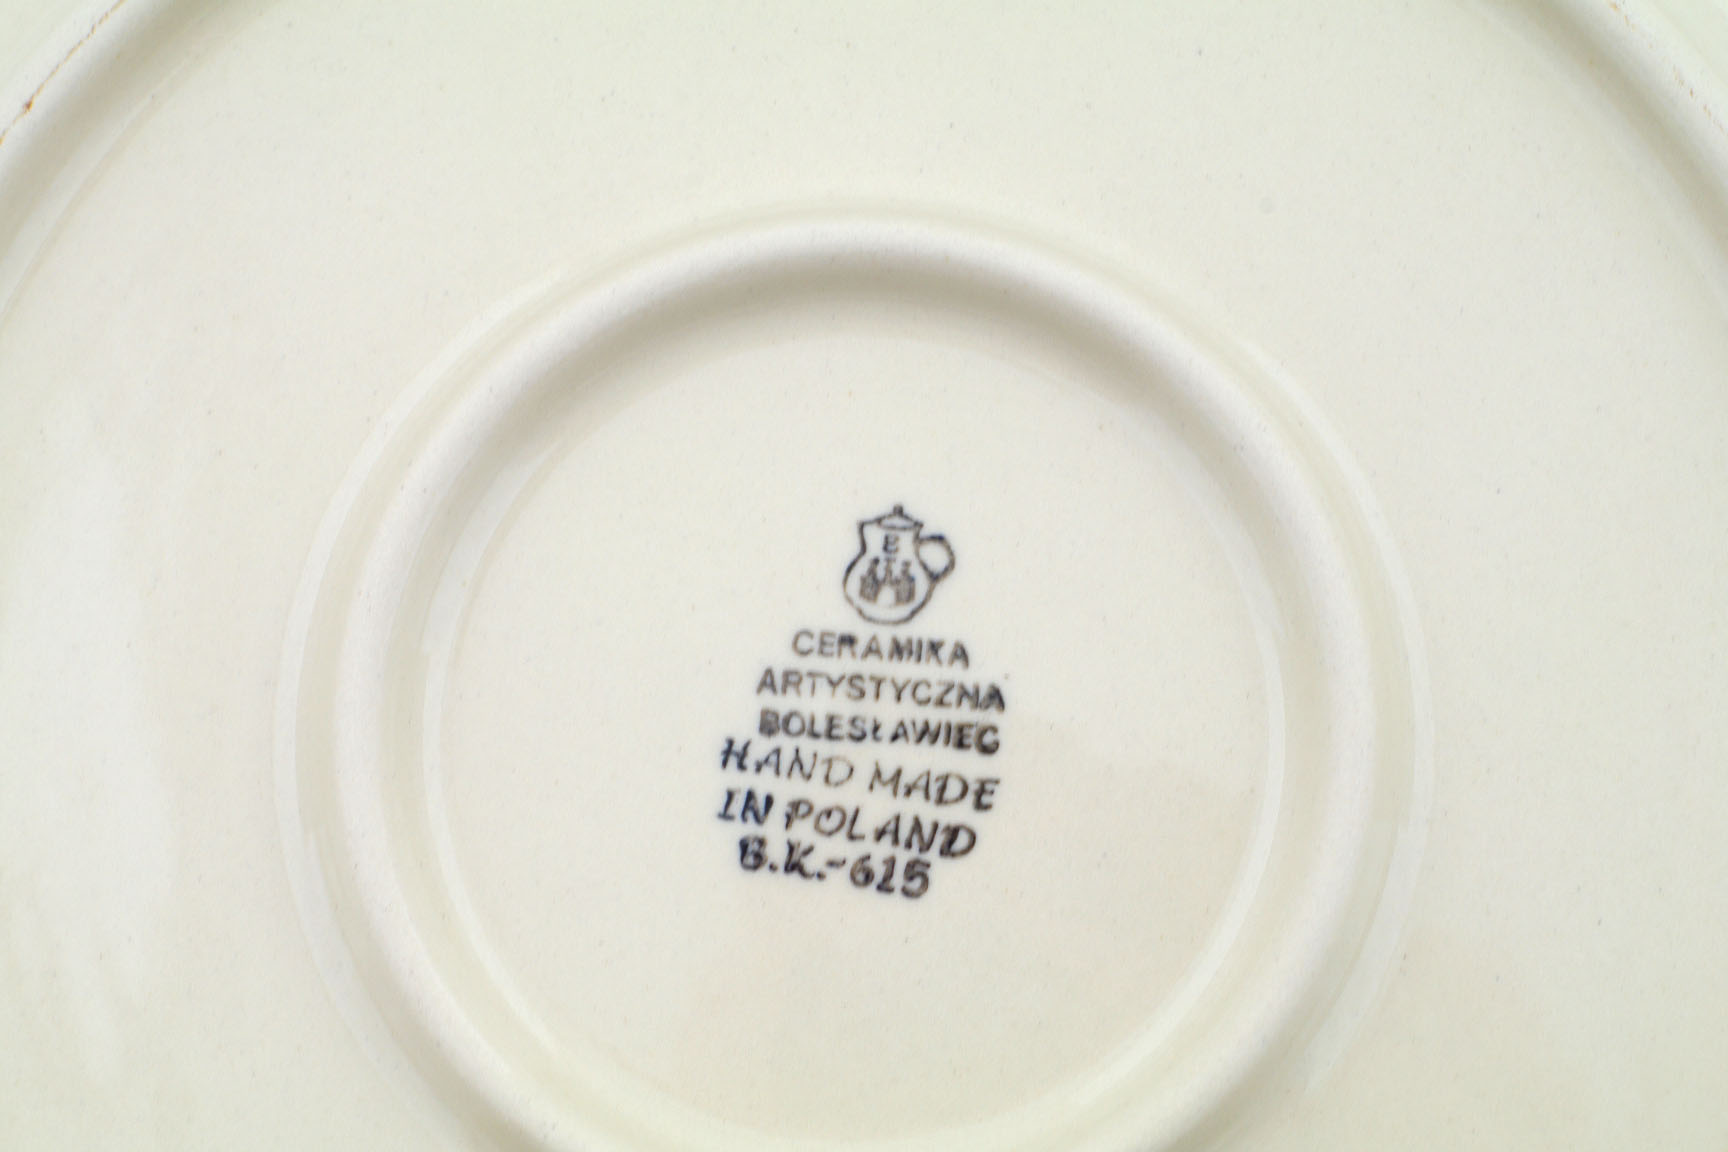 E
CERAMIKA
ARTYSTYCZNA
BOLESŁAWIEC
HAND MADE
IN POLAND
B.K.-615